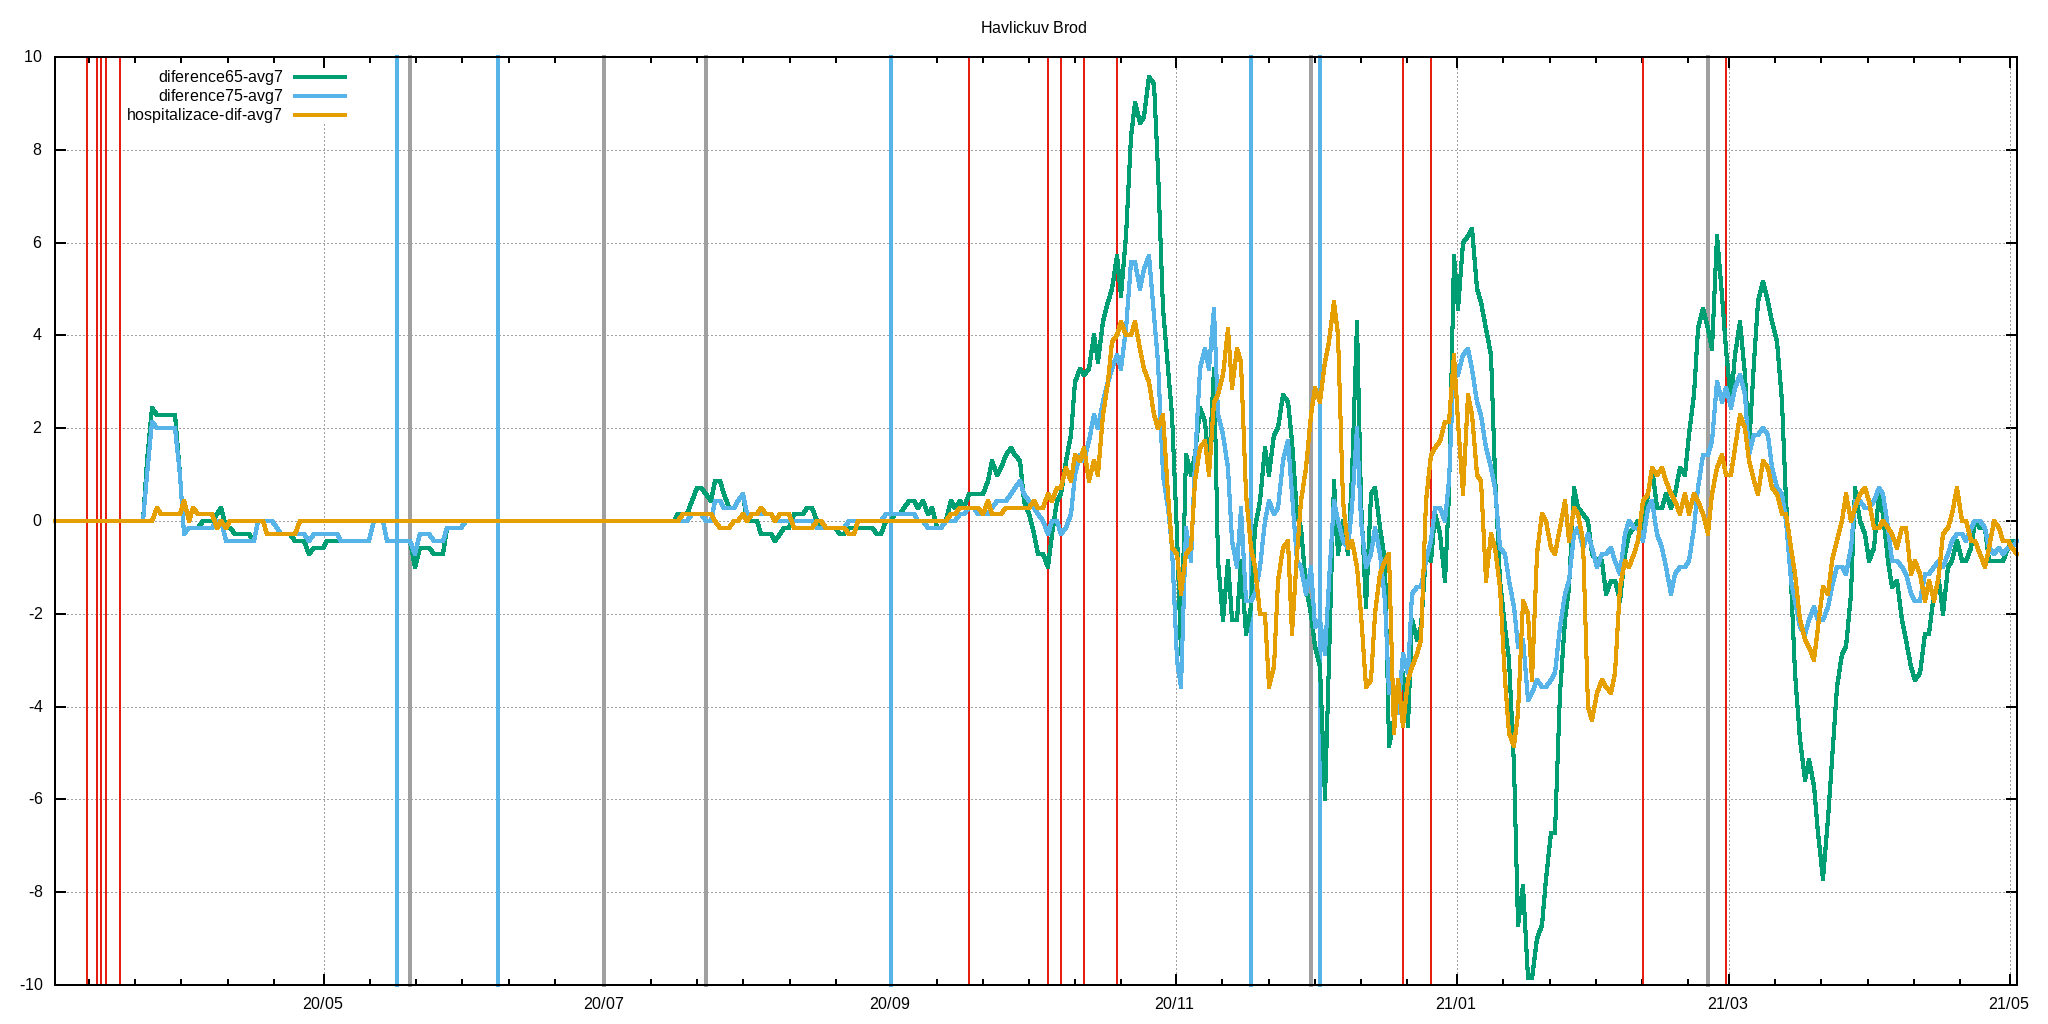 Havlickuv Brod
10
8
6
4
2
0
-2
-4
-6
-8
-10
diference65-avg7
diference75-avg7
hospitalizace-dif-avg7
20/05 20/07 20/09 20/11 21/01 21/03 21/05